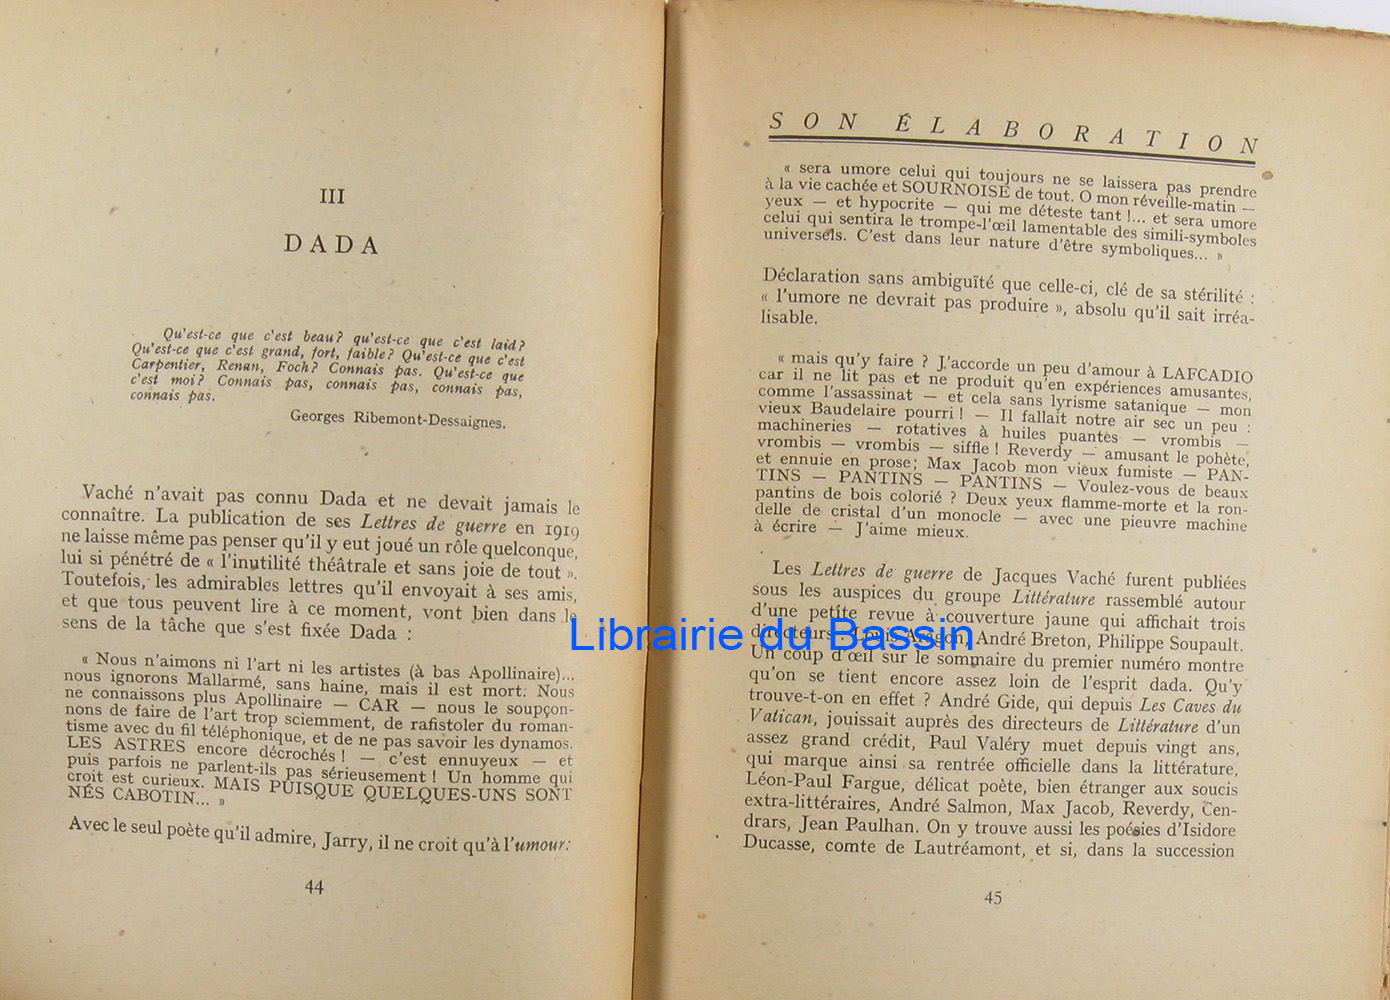 III
DADA
Qu'est-ce que c'est beau? qu'est-ce que c'est laid?
Qu'est-ce que c'est grand, fort, faible? Qu'est-ce que c'est
Carpentier, Renan, Foch? Connais pas. Qu'est-ce que
c'est moi? Connais pas, connais pas, connais pas,
connais pas.
Georges Ribemont-Dessaignes.
Vaché n'avait pas connu Dada et ne devait jamais le
connaître. La publication de ses Lettres de guerre en 1919
ne laisse même pas penser qu'il y eut joué un rôle quelconque,
lui si pénétré de « l'inutilité théâtrale et sans joie de tout ».
Toutefois, les admirables lettres qu'il envoyait à ses amis,
et que tous peuvent lire à ce moment, vont bien dans le
sens de la tâche que s'est fixée Dada :
« Nous n'aimons ni l'art ni les artistes (à bas Apollinaire)...
nous ignorons Mallarmé, sans haine, mais il est mort. Nous
ne connaissons plus Apollinaire — CAR — nous le soupçon-
nons de faire de l'art trop sciemment, de rafistoler du roman-
tisme avec du fil téléphonique, et de ne pas savoir les dynamos.
LES ASTRES encore décrochés ! — c'est ennuyeux — et
puis parfois ne parlent-ils pas sérieusement ! Un homme qui
croit est curieux. MAIS PUISQUE QUELQUES-UNS SONT
NÉS CABOTIN... »
Avec le seul poète qu'il admire, Jarry, il ne croit qu'à l'umour:
44
SON ÉLABORATION
« sera umore celui qui toujours ne se laissera pas prendre
à la vie cachée et SOURNOISE de tout. O mon réveille-matin —
yeux — et hypocrite — qui me déteste tant !... et sera umore
celui qui sentira le trompe-l'œil lamentable des simili-symboles
universels. C'est dans leur nature d'être symboliques... »
Déclaration sans ambiguïté que celle-ci, clé de sa stérilité :
« l'umore ne devrait pas produire », absolu qu'il sait irréa-
lisable.
« mais qu'y faire ? J'accorde un peu d'amour à LAFCADIO
car il ne lit pas et ne produit qu'en expériences amusantes,
comme l'assassinat — et cela sans lyrisme satanique — mon
vieux Baudelaire pourri ! — Il fallait notre air sec un peu :
machineries — rotatives à huiles puantes — vrombis —
vrombis — vrombis — siffle ! Reverdy — amusant le pohète,
et ennuie en prose; Max Jacob mon vieux fumiste — PAN-
TINS — PANTINS — PANTINS — Voulez-vous de beaux
pantins de bois colorié ? Deux yeux flamme-morte et la ron-
delle de cristal d'un monocle — avec une pieuvre machine
à écrire — J'aime mieux.
Les Lettres de guerre de Jacques Vaché furent publiées
sous les auspices du groupe Littérature rassemblé autour
d'une petite revue à couverture jaune qui affichait trois
directeurs : Louis Aragon, André Breton, Philippe Soupault.
Un coup d'œil sur le sommaire du premier numéro montre
qu'on se tient encore assez loin de l'esprit dada. Qu'y
trouve-t-on en effet ? André Gide, qui depuis Les Caves du
Vatican, jouissait auprès des directeurs de Littérature d'un
assez grand crédit, Paul Valéry muet depuis vingt ans,
qui marque ainsi sa rentrée officielle dans la littérature,
Léon-Paul Fargue, délicat poète, bien étranger aux soucis
extra-littéraires, André Salmon, Max Jacob, Reverdy, Cen-
drars, Jean Paulhan. On y trouve aussi les poésies d'Isidore
Ducasse, comte de Lautréamont, et si, dans la succession
45
Librairie du Bassin